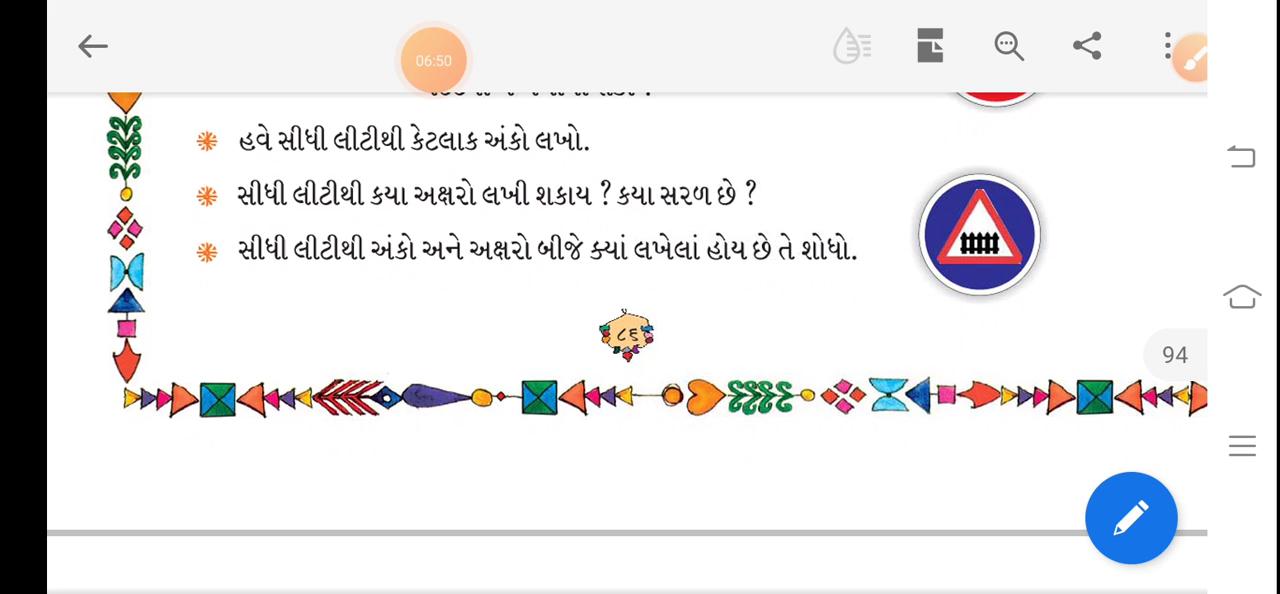 06:50
હવે સીધી લીટીથી કેટલાક અંકો લખો.
સીધી લીટીથી કયા અક્ષરો લખી શકાય ? કયા સરળ છે ?
સીધી લીટીથી અંકો અને અક્ષરો બીજે ક્યાં લખેલાં હોય છે તે શોધો.
૮૬
94